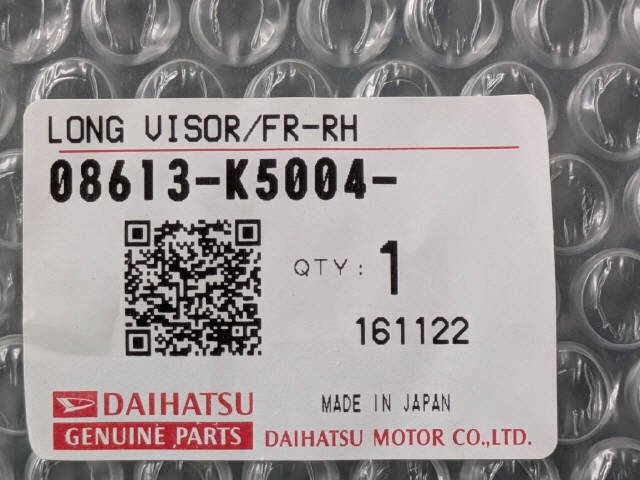 LONG VISOR/FR-RH
08613-K5004-
QTY: 1
161122
DAIHATSU
GENUINE PARTS
MADE IN JAPAN
DAIHATSU MOTOR CO.,LTD.